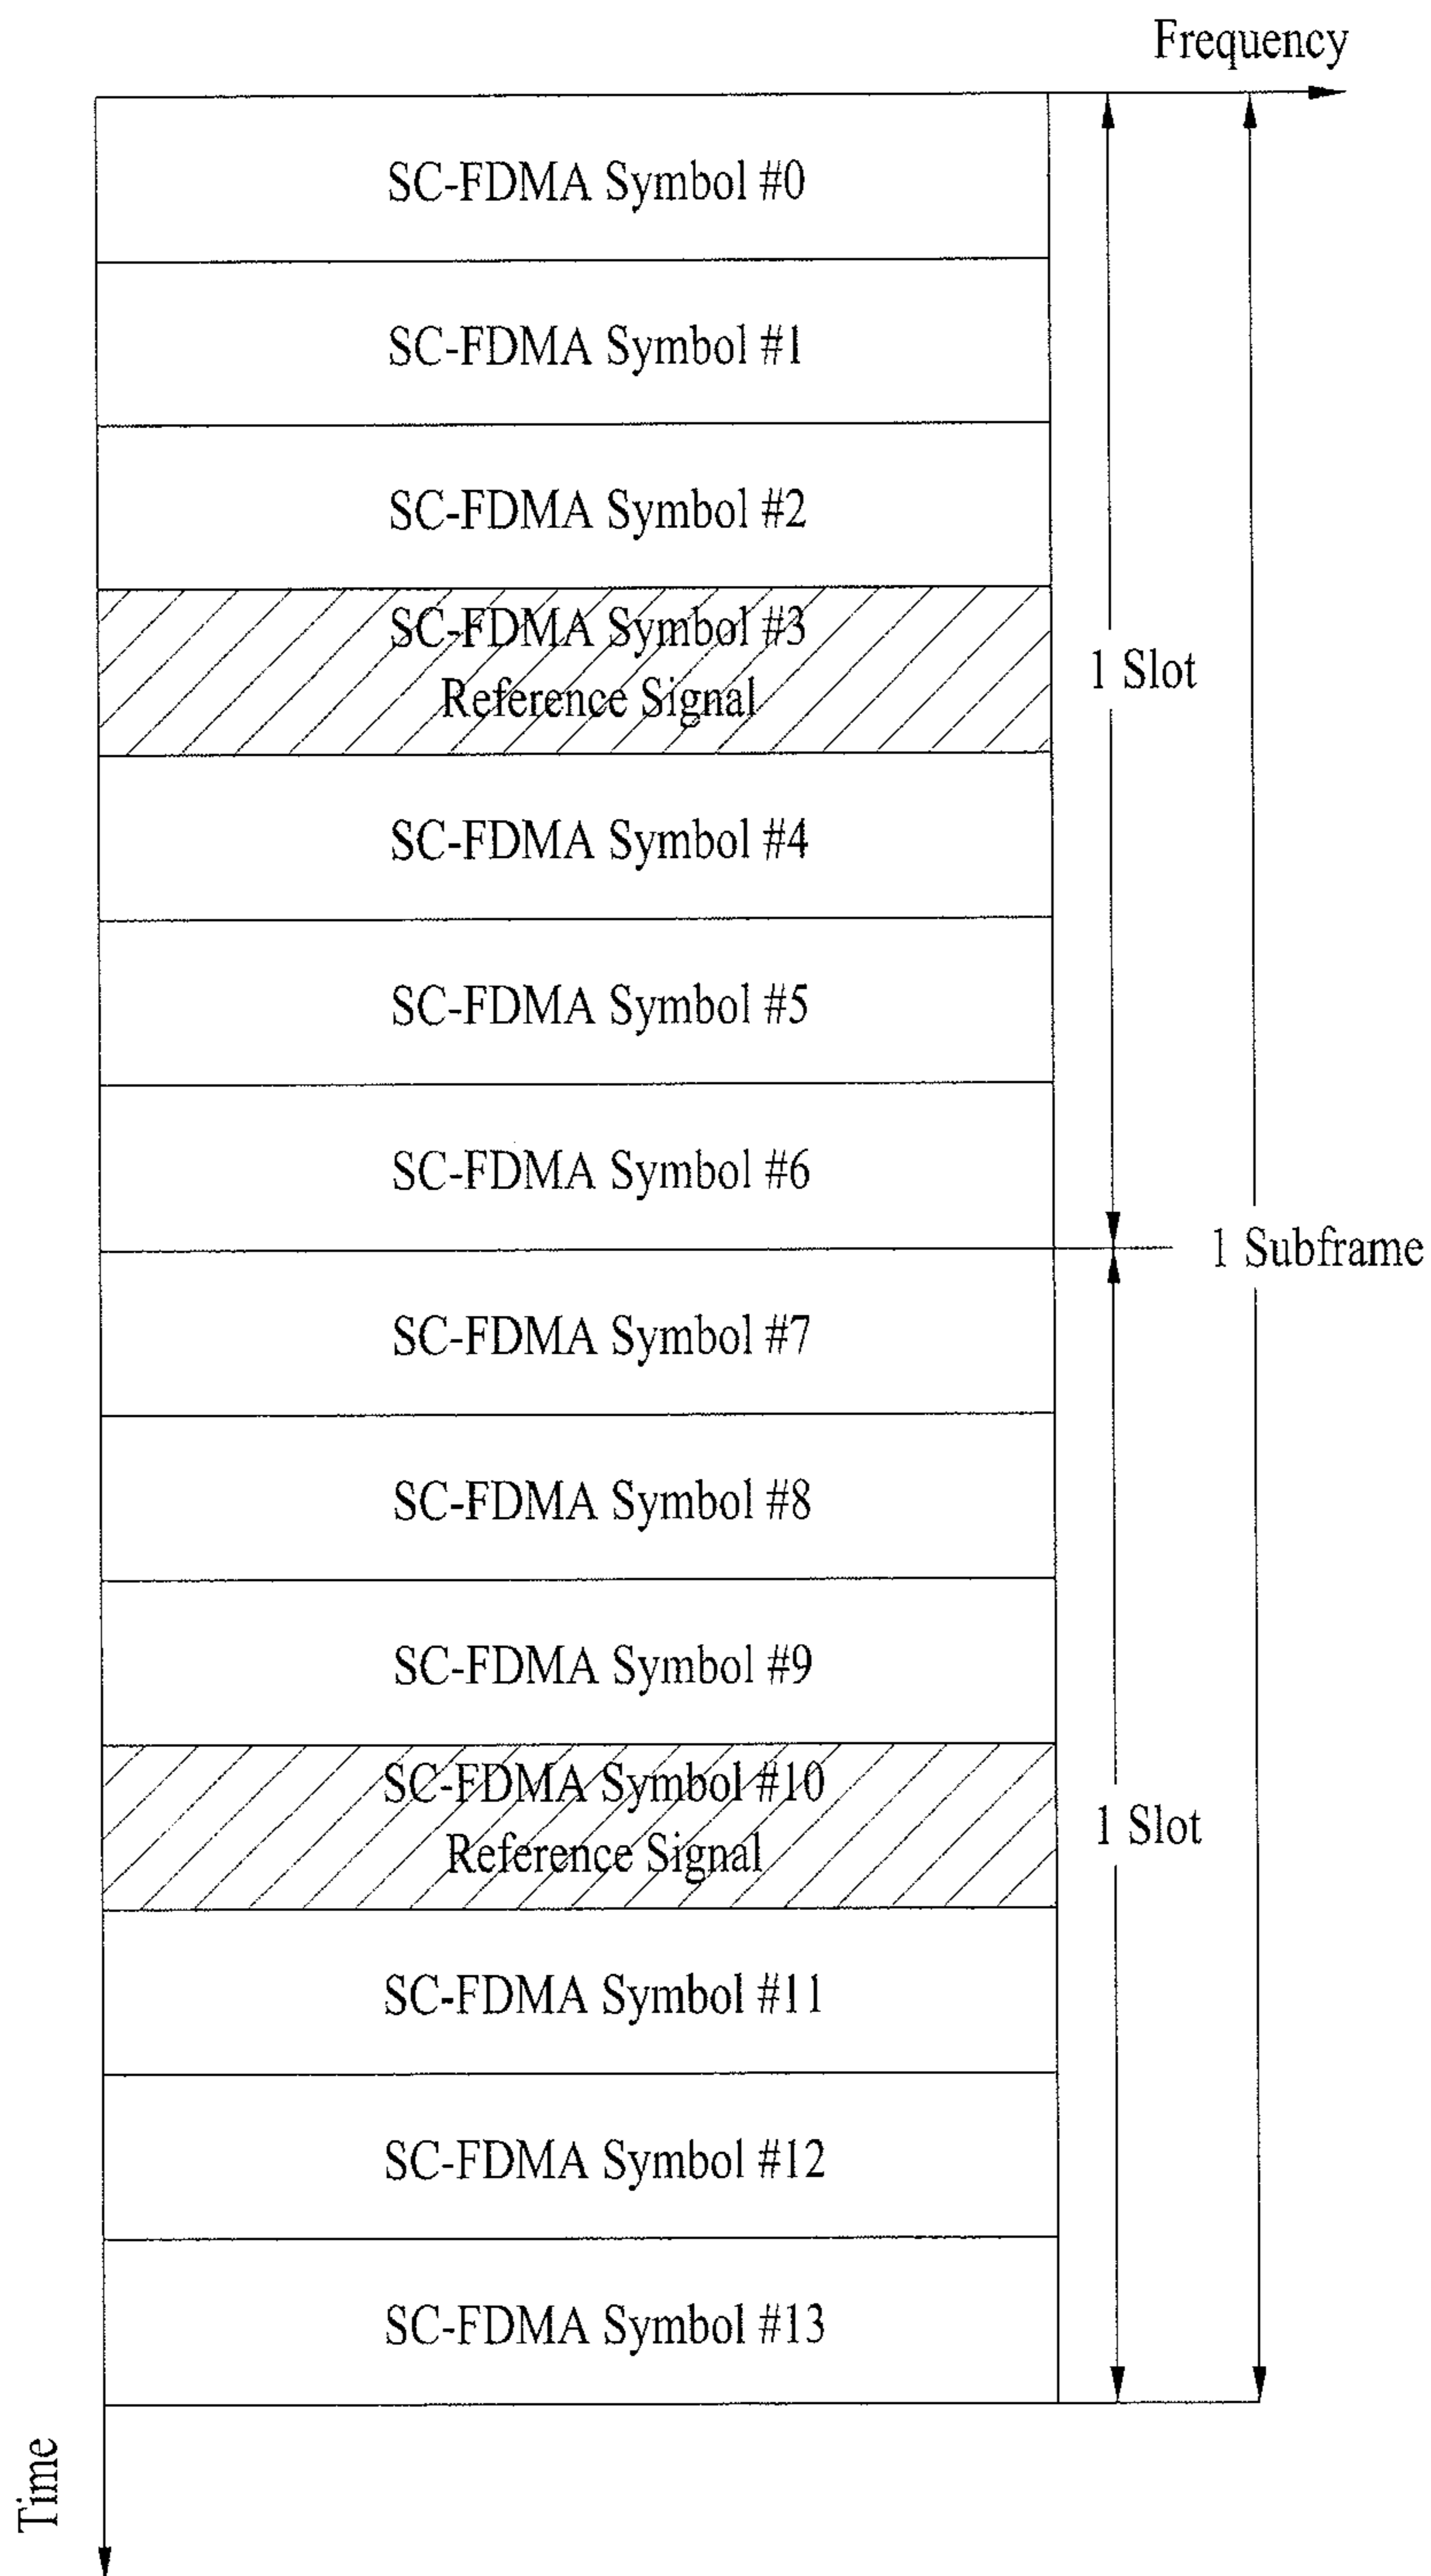 Frequency
SC-FDMA Symbol #0
SC-FDMA Symbol #1
SC-FDMA Symbol #2
SC-FDMA Symbol #3
Reference Signal
1 Slot
SC-FDMA Symbol #4
SC-FDMA Symbol #5
SC-FDMA Symbol #6
1 Subframe
SC-FDMA Symbol #7
SC-FDMA Symbol #8
SC-FDMA Symbol #9
SC-FDMA Symbol #10
Reference Signal
1 Slot
SC-FDMA Symbol #11
SC-FDMA Symbol #12
SC-FDMA Symbol #13
Time